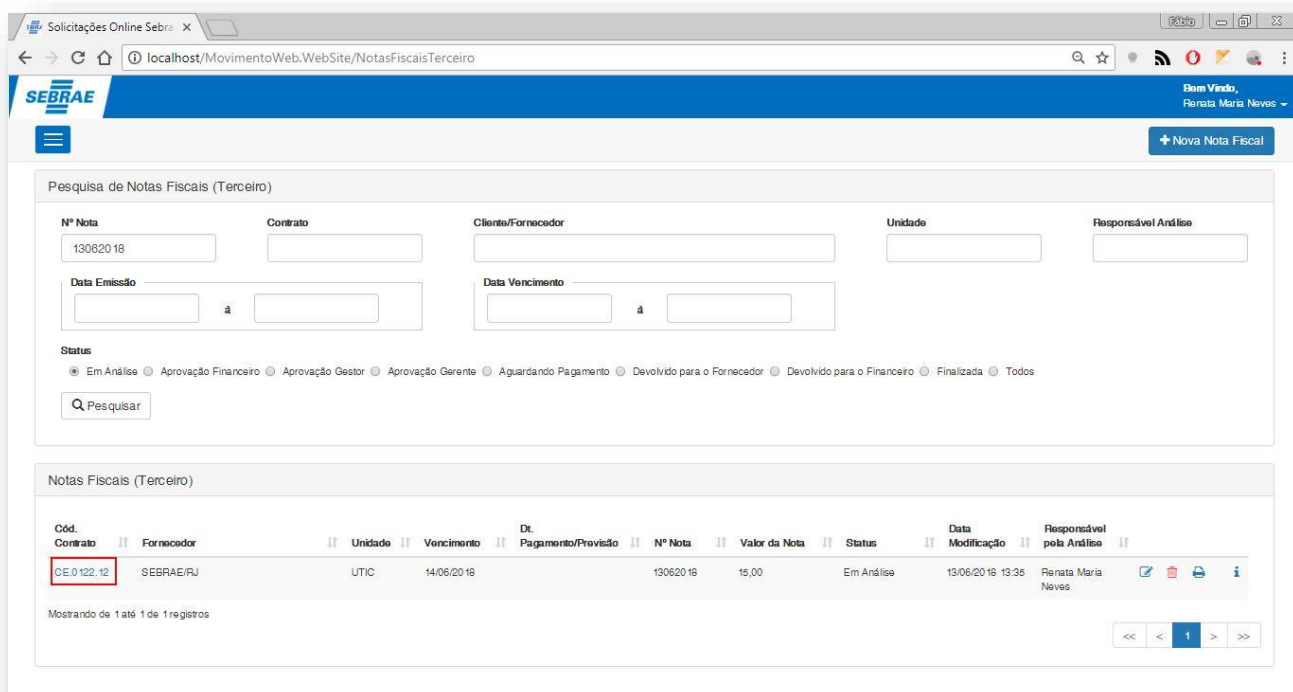 Solicitações Online Sebra
Fábio
localhost/MovimentoWeb.WebSite/NotasFiscaisTerceiro
SEBRAE
Bem Vindo,
Renata Maria Neves
Nova Nota Fiscal
Pesquisa de Notas Fiscais (Terceiro)
Nº Nota Contrato Cliente/Fornecedor Unidade Responsável Análise
13062018
Data Emissão Data Vencimento
á á
Status
Em Análise Aprovação Financeiro Aprovação Gestor Aprovação Gerente Aguardando Pagamento Devolvido para o Fornecedor Devolvido para o Financeiro Finalizada Todos
Pesquisar
Notas Fiscais (Terceiro)
Cód. Contrato Fornecedor Unidade Vencimento Dt. Pagamento/Previsão Nº Nota Valor da Nota Status Data Modificação Responsável pela Análise
CE.0122.12 SEBRAE/RJ UTIC 14/06/2018 13062018 15,00 Em Análise 13/06/2018 13:35 Renata Maria Neves
Mostrando de 1 até 1 de 1 registros
<< < 1 > >>